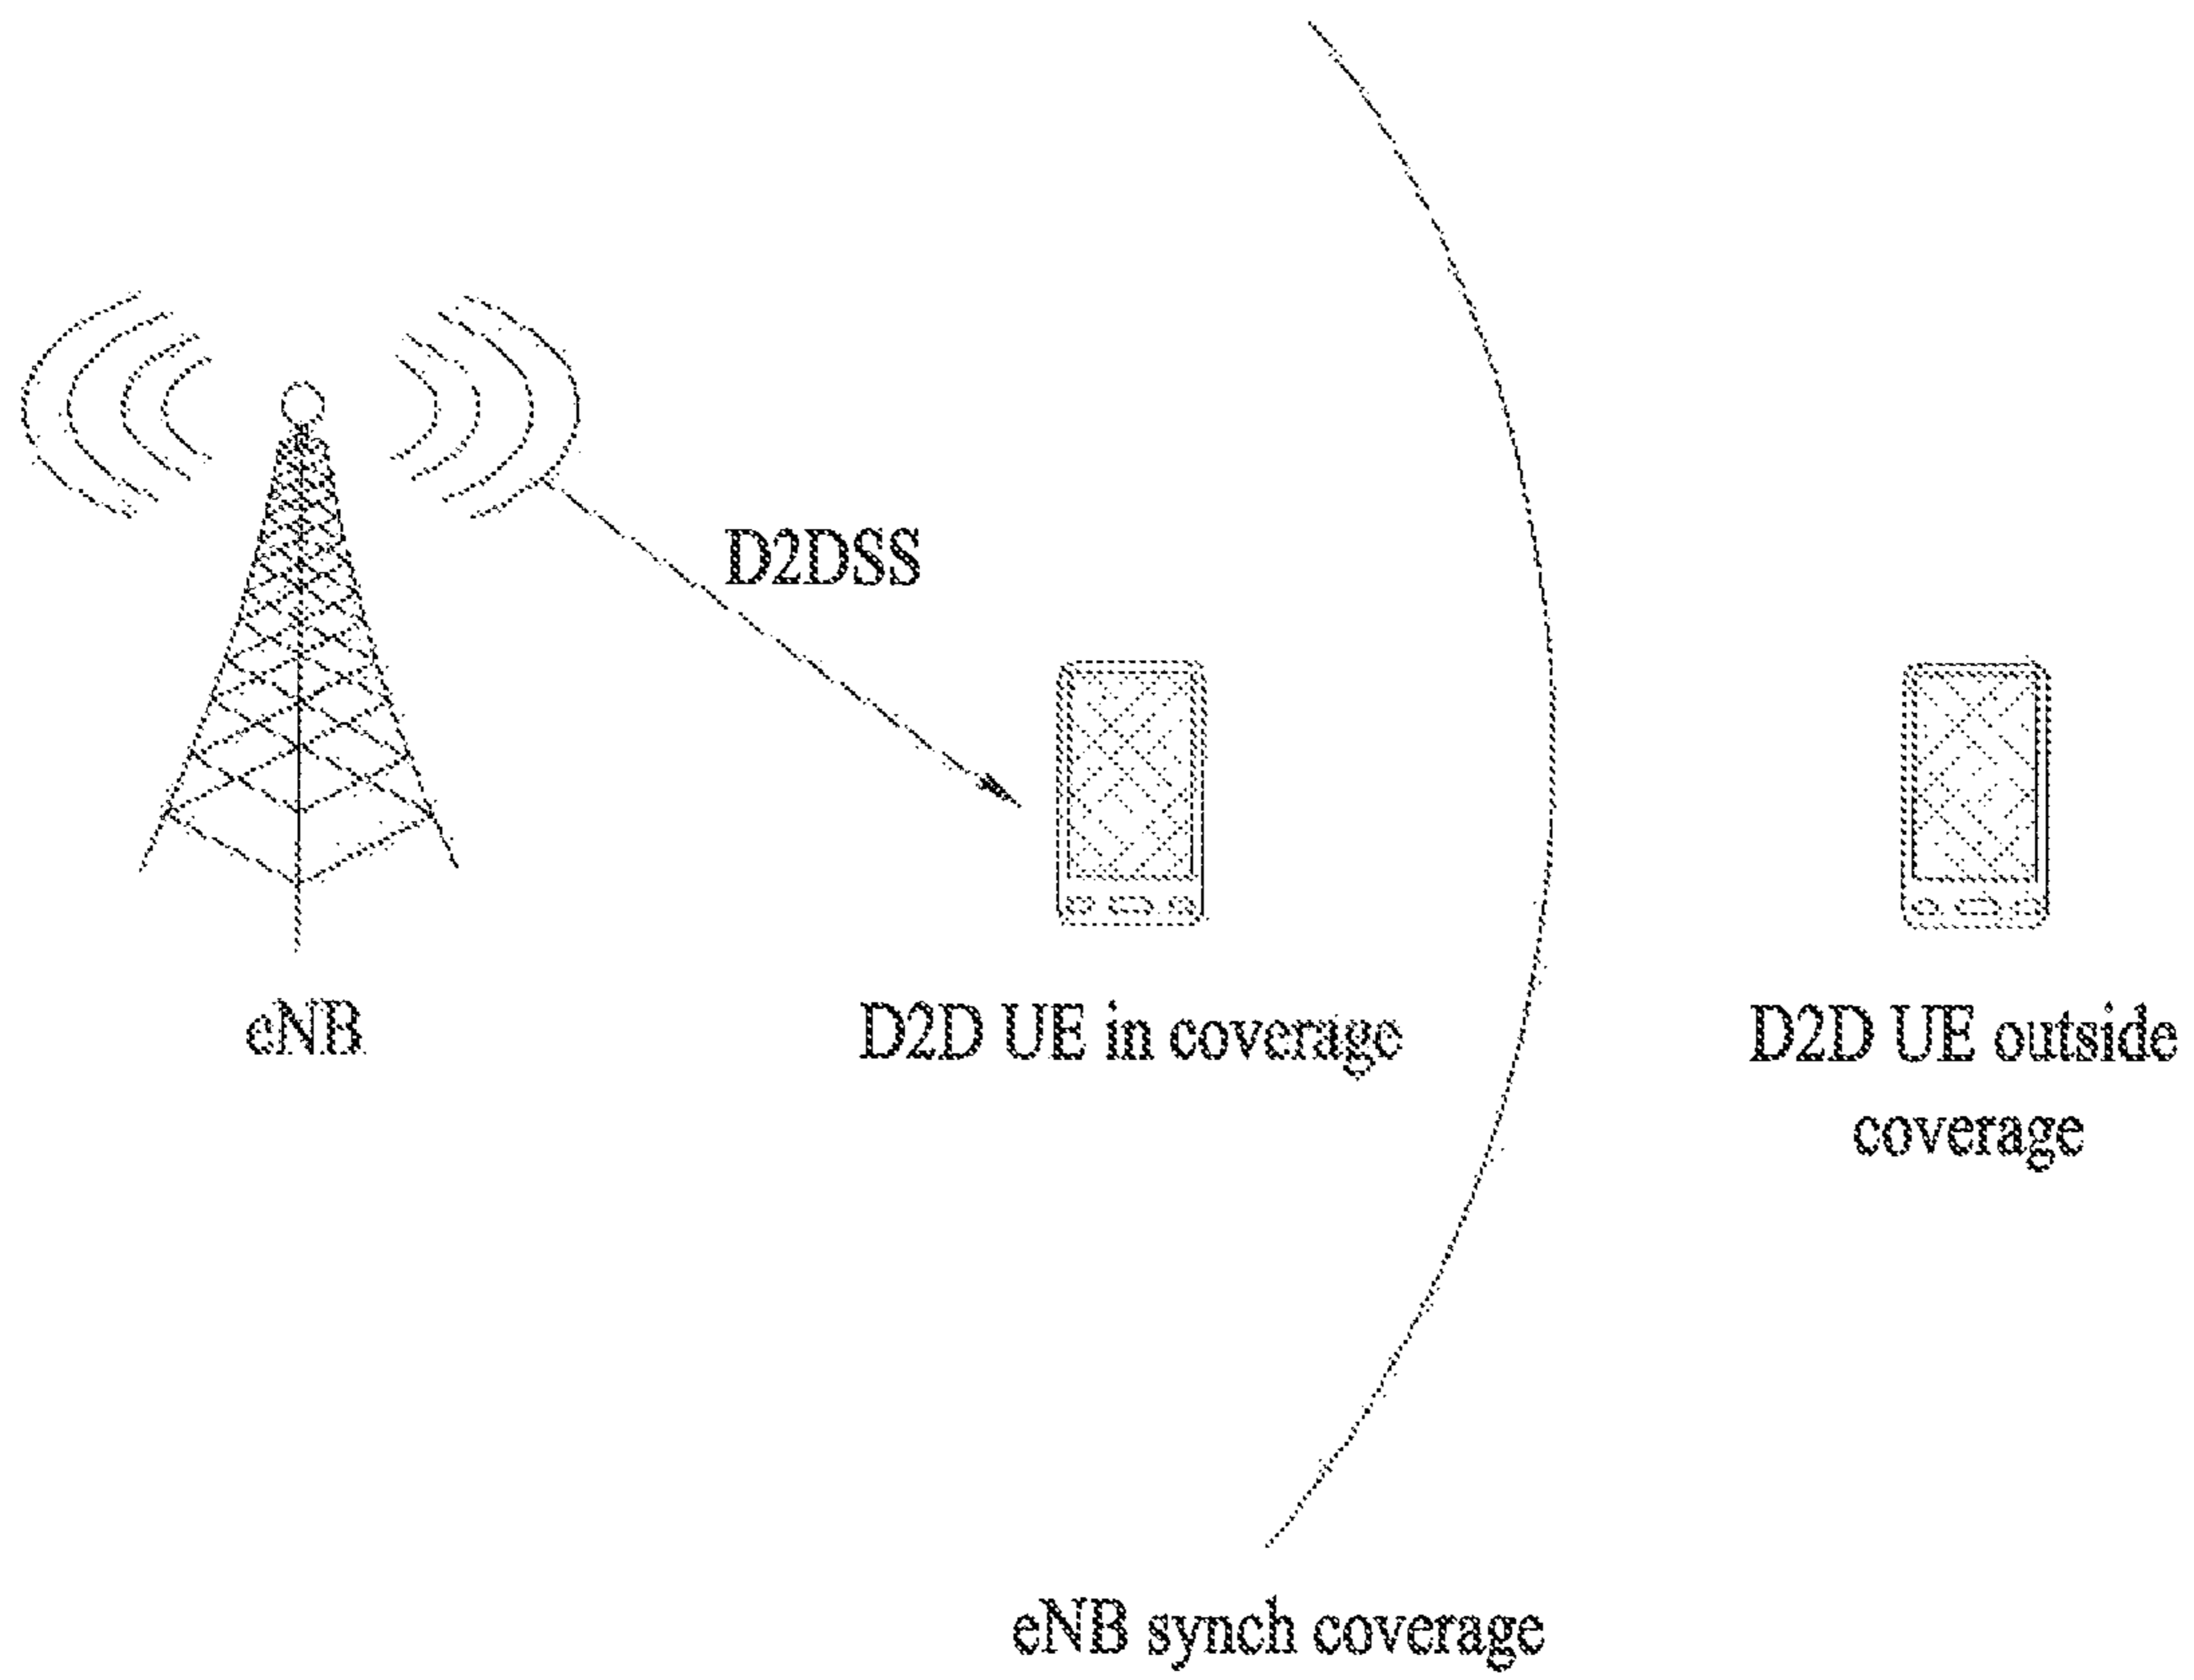 D2DSS
eNB
D2D UE in coverage
D2D UE outside
coverage
eNB synch coverage